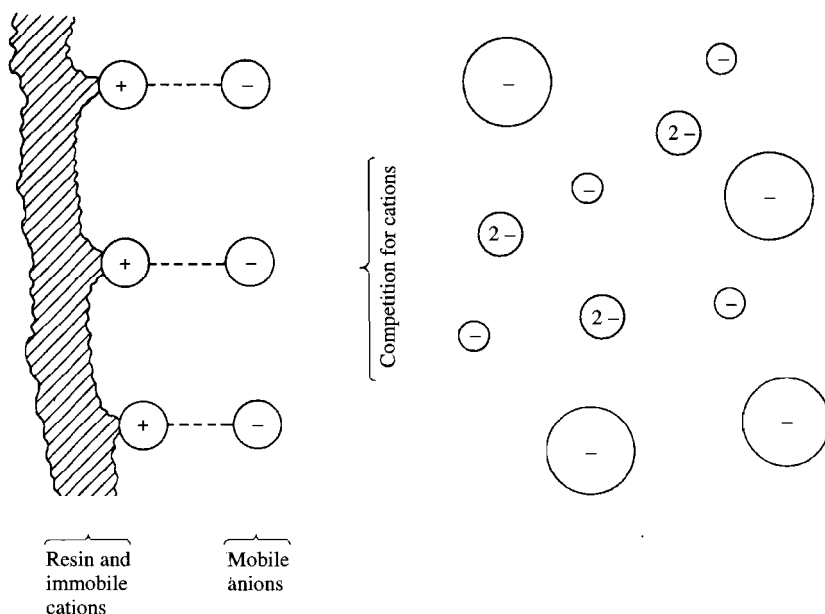 +
−
−
−
2 −
−
−
2 −
+
−
Competition for cations
2 −
−
−
+
−
−
−
Resin and
immobile
cations
Mobile
anions